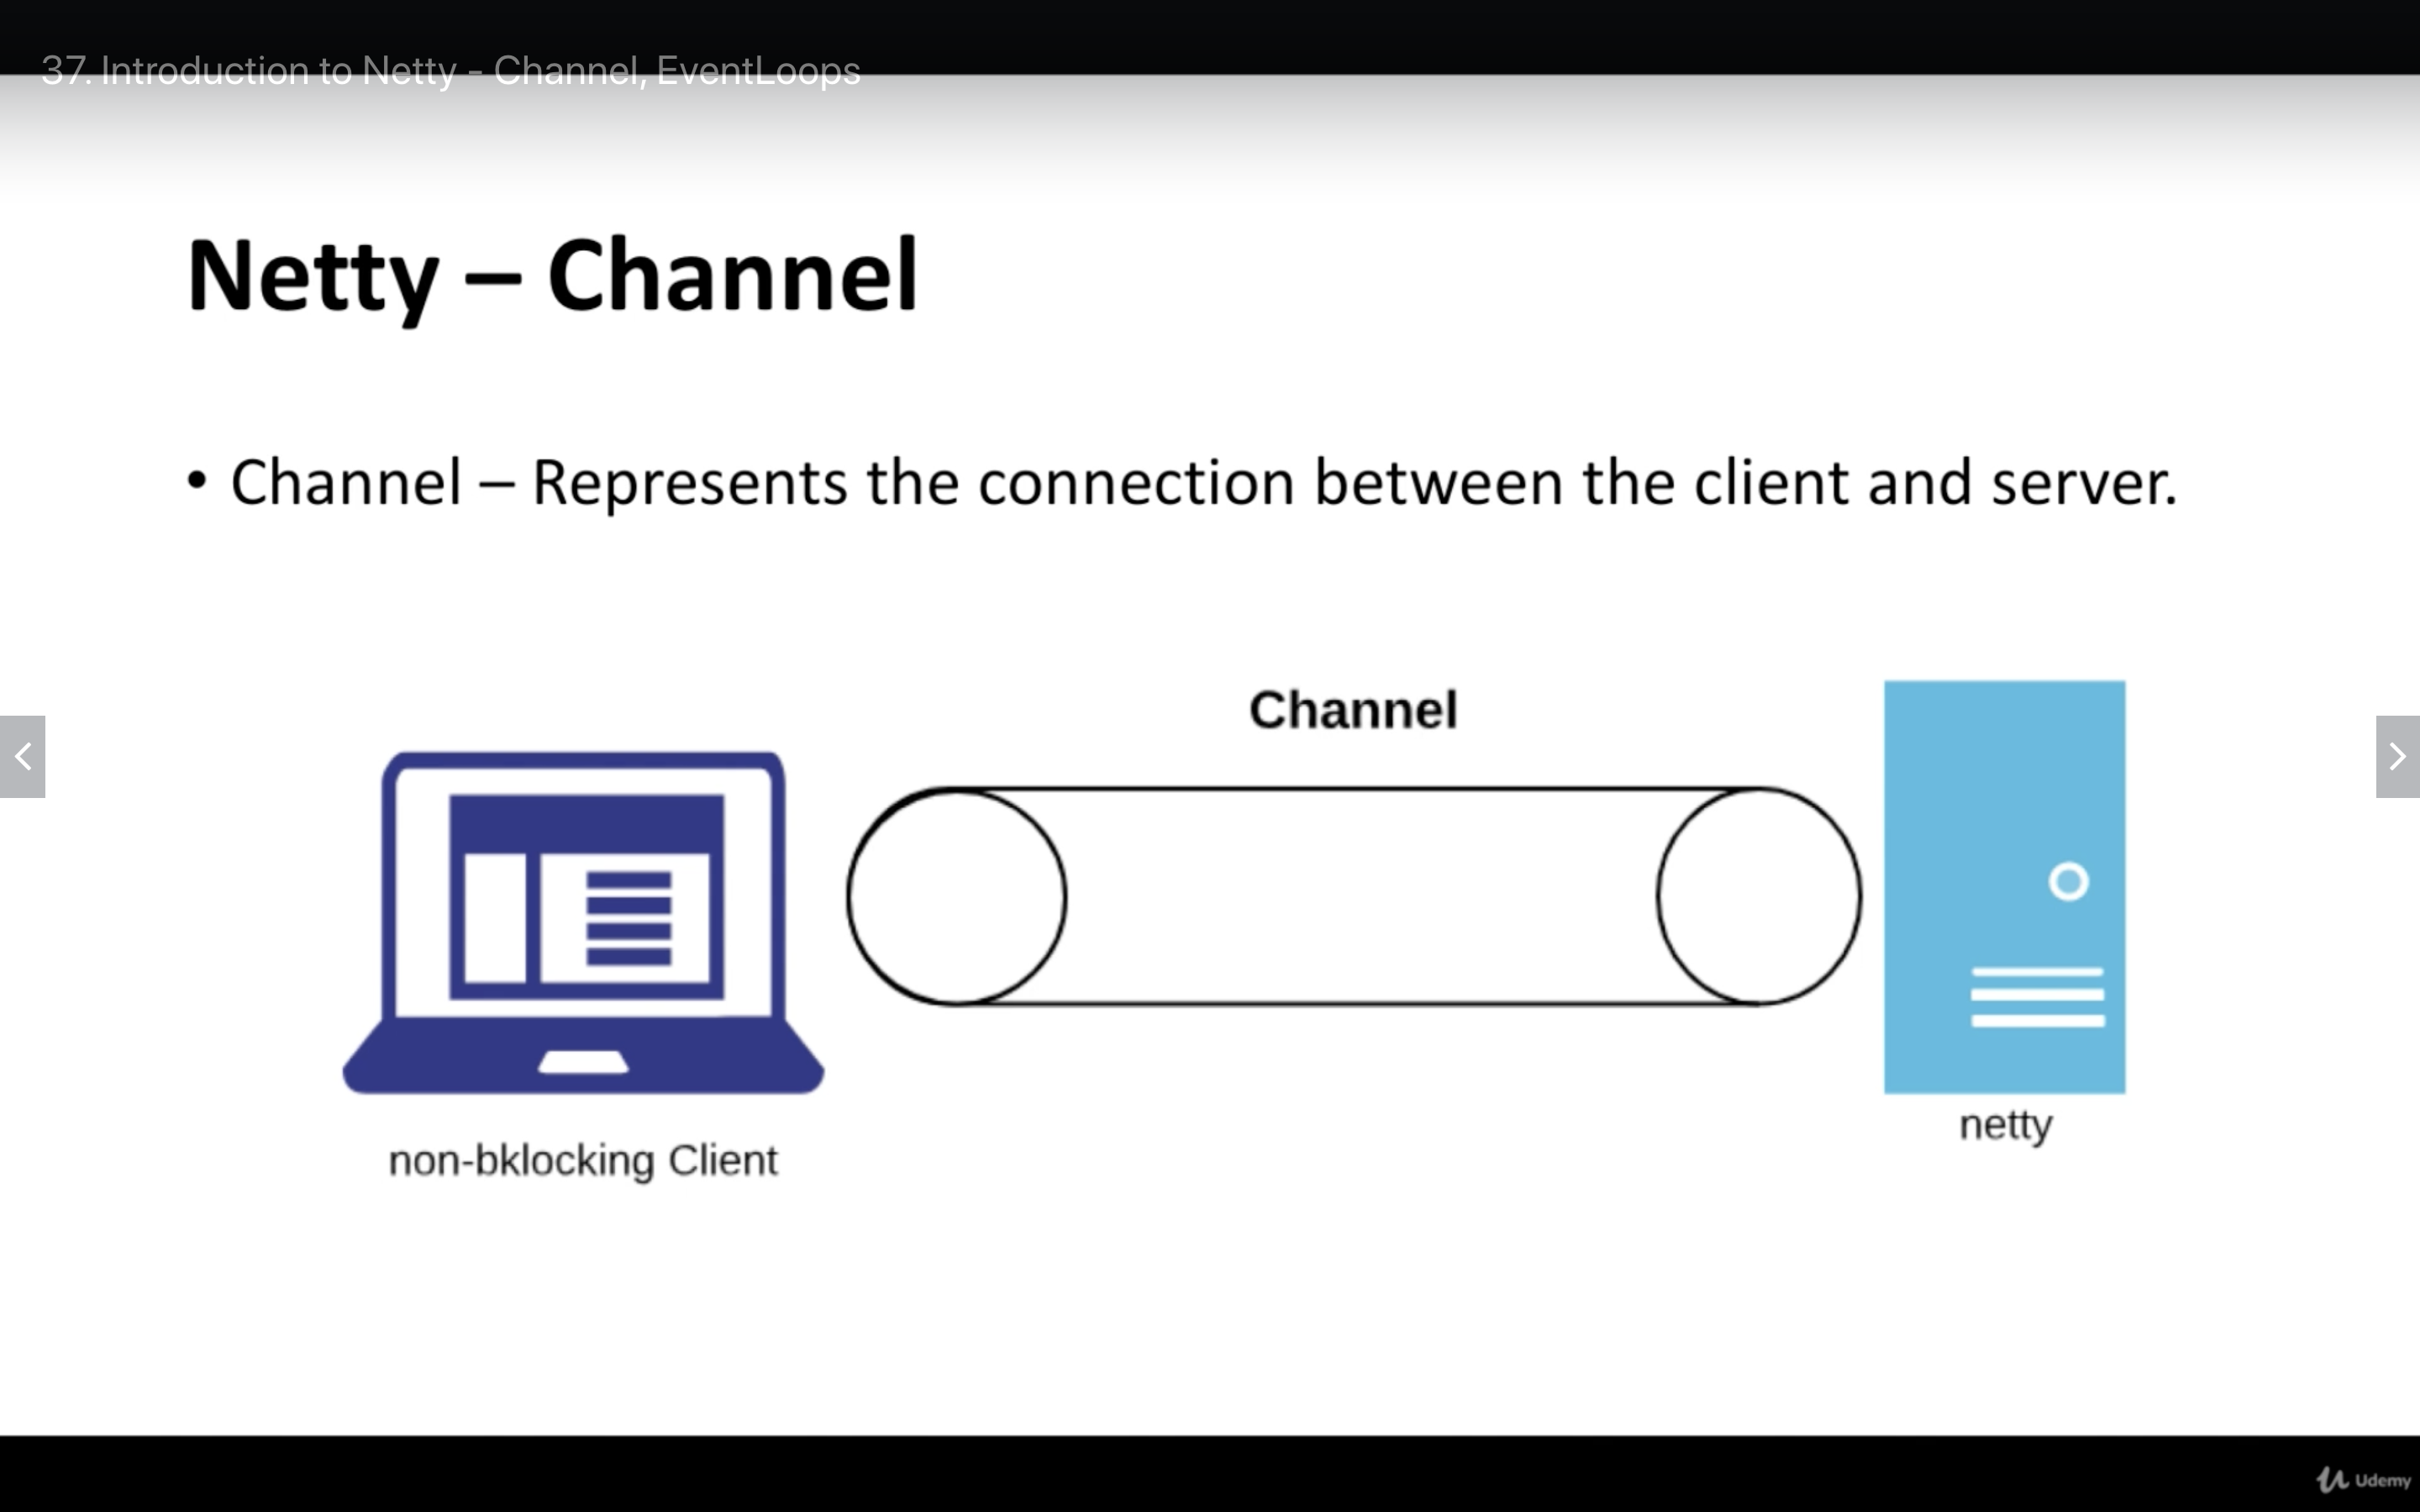 37. Introduction to Netty - Channel, EventLoops
Netty – Channel
• Channel – Represents the connection between the client and server.
Channel
netty
non-bklocking Client
Udemy